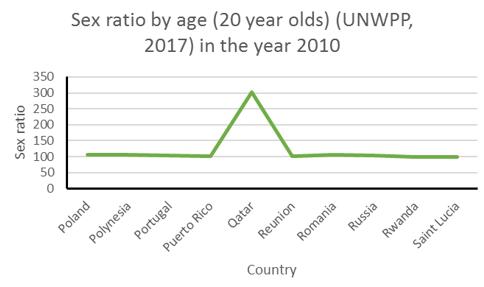 Sex ratio by age (20 year olds) (UNWPP,
2017) in the year 2010
350
300
250
200
150
100
50
0
Sex ratio
Poland
Polynesia
Portugal
Puerto Rico
Qatar
Reunion
Romania
Russia
Rwanda
Saint Lucia
Country